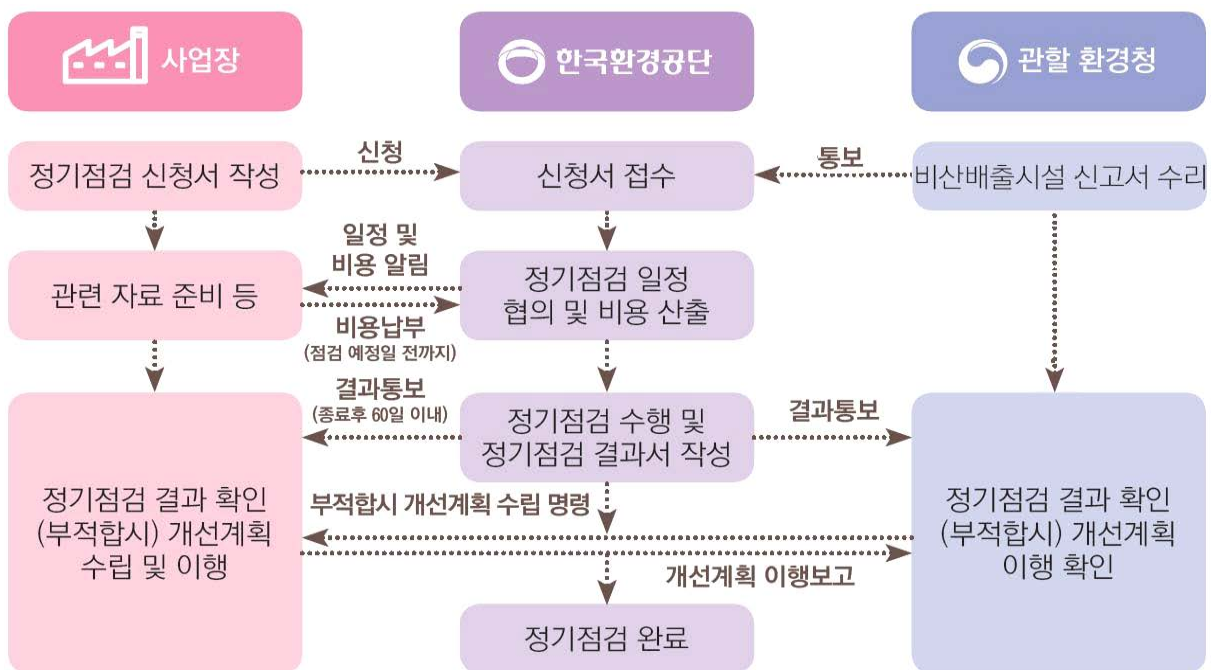 사업장
한국환경공단
관할 환경청
정기점검 신청서 작성
신청
신청서 접수
통보
비산배출시설 신고서 수리
관련 자료 준비 등
일정 및
비용 알림
비용납부
(점검 예정일 전까지)
정기점검 일정
협의 및 비용 산출
결과통보
(종료후 60일 이내)
정기점검 수행 및
정기점검 결과서 작성
결과통보
정기점검 결과 확인
(부적합시) 개선계획
수립 및 이행
부적합시 개선계획 수립 명령
개선계획 이행보고
정기점검 결과 확인
(부적합시) 개선계획
이행 확인
정기점검 완료